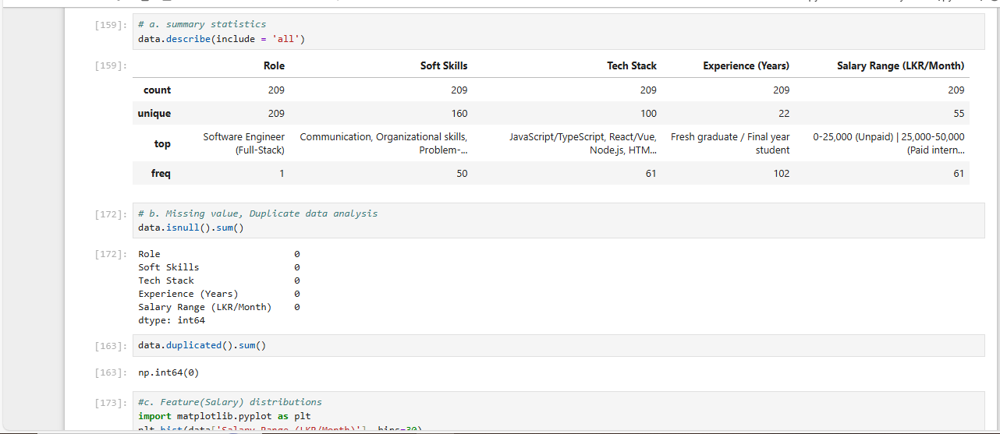 [159]: # a. summary statistics
data.describe(include = 'all')
[159]: Role Soft Skills Tech Stack Experience (Years) Salary Range (LKR/Month)
count 209 209 209 209 209
unique 209 160 100 22 55
top Software Engineer (Full-Stack) Communication, Organizational skills, Problem-... JavaScript/TypeScript, React/Vue, Node.js, HTM... Fresh graduate / Final year student 0-25,000 (Unpaid) | 25,000-50,000 (Paid intern...
freq 1 50 61 102 61
[172]: # b. Missing value, Duplicate data analysis
data.isnull().sum()
[172]: Role 0
Soft Skills 0
Tech Stack 0
Experience (Years) 0
Salary Range (LKR/Month) 0
dtype: int64
[163]: data.duplicated().sum()
[163]: np.int64(0)
[173]: #c. Feature(Salary) distributions
import matplotlib.pyplot as plt
plt.hist(data['Salary Range (LKR/Month)'], bins=30)